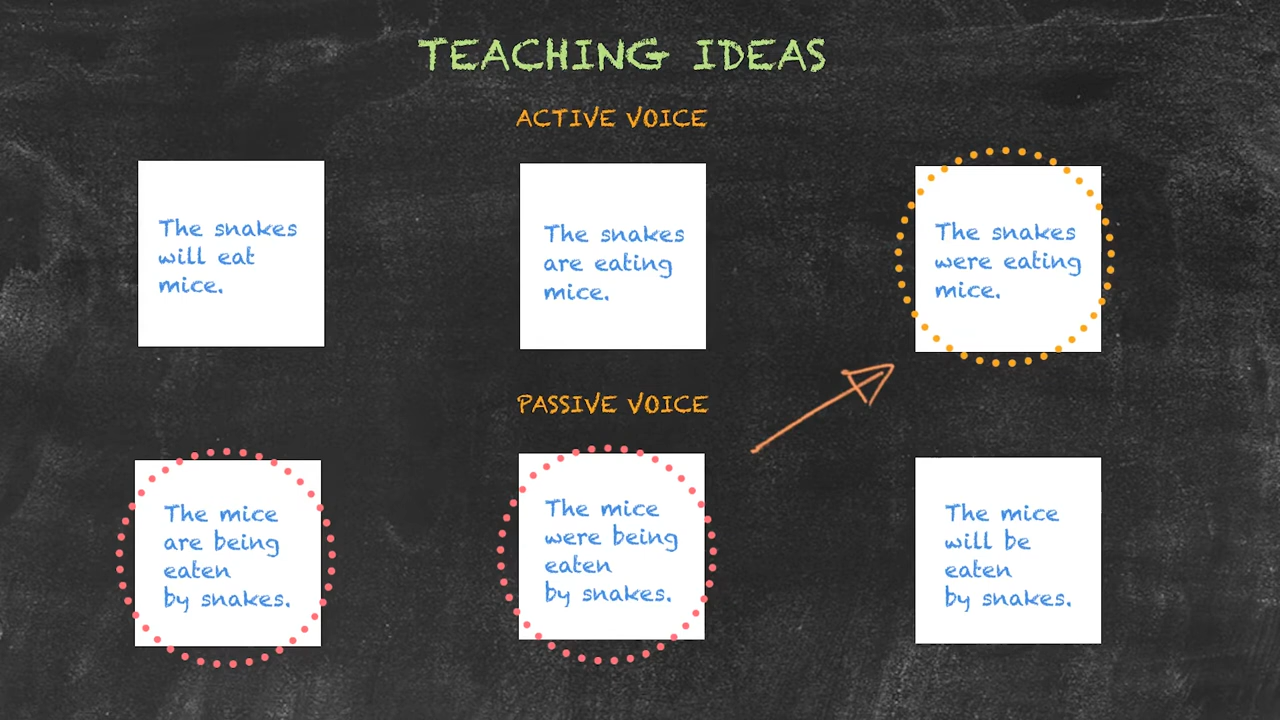 TEACHING IDEAS
ACTIVE VOICE
The snakes
will eat
mice.
The snakes
are eating
mice.
The snakes
were eating
mice.
PASSIVE VOICE
The mice
are being
eaten
by snakes.
The mice
were being
eaten
by snakes.
The mice
will be
eaten
by snakes.